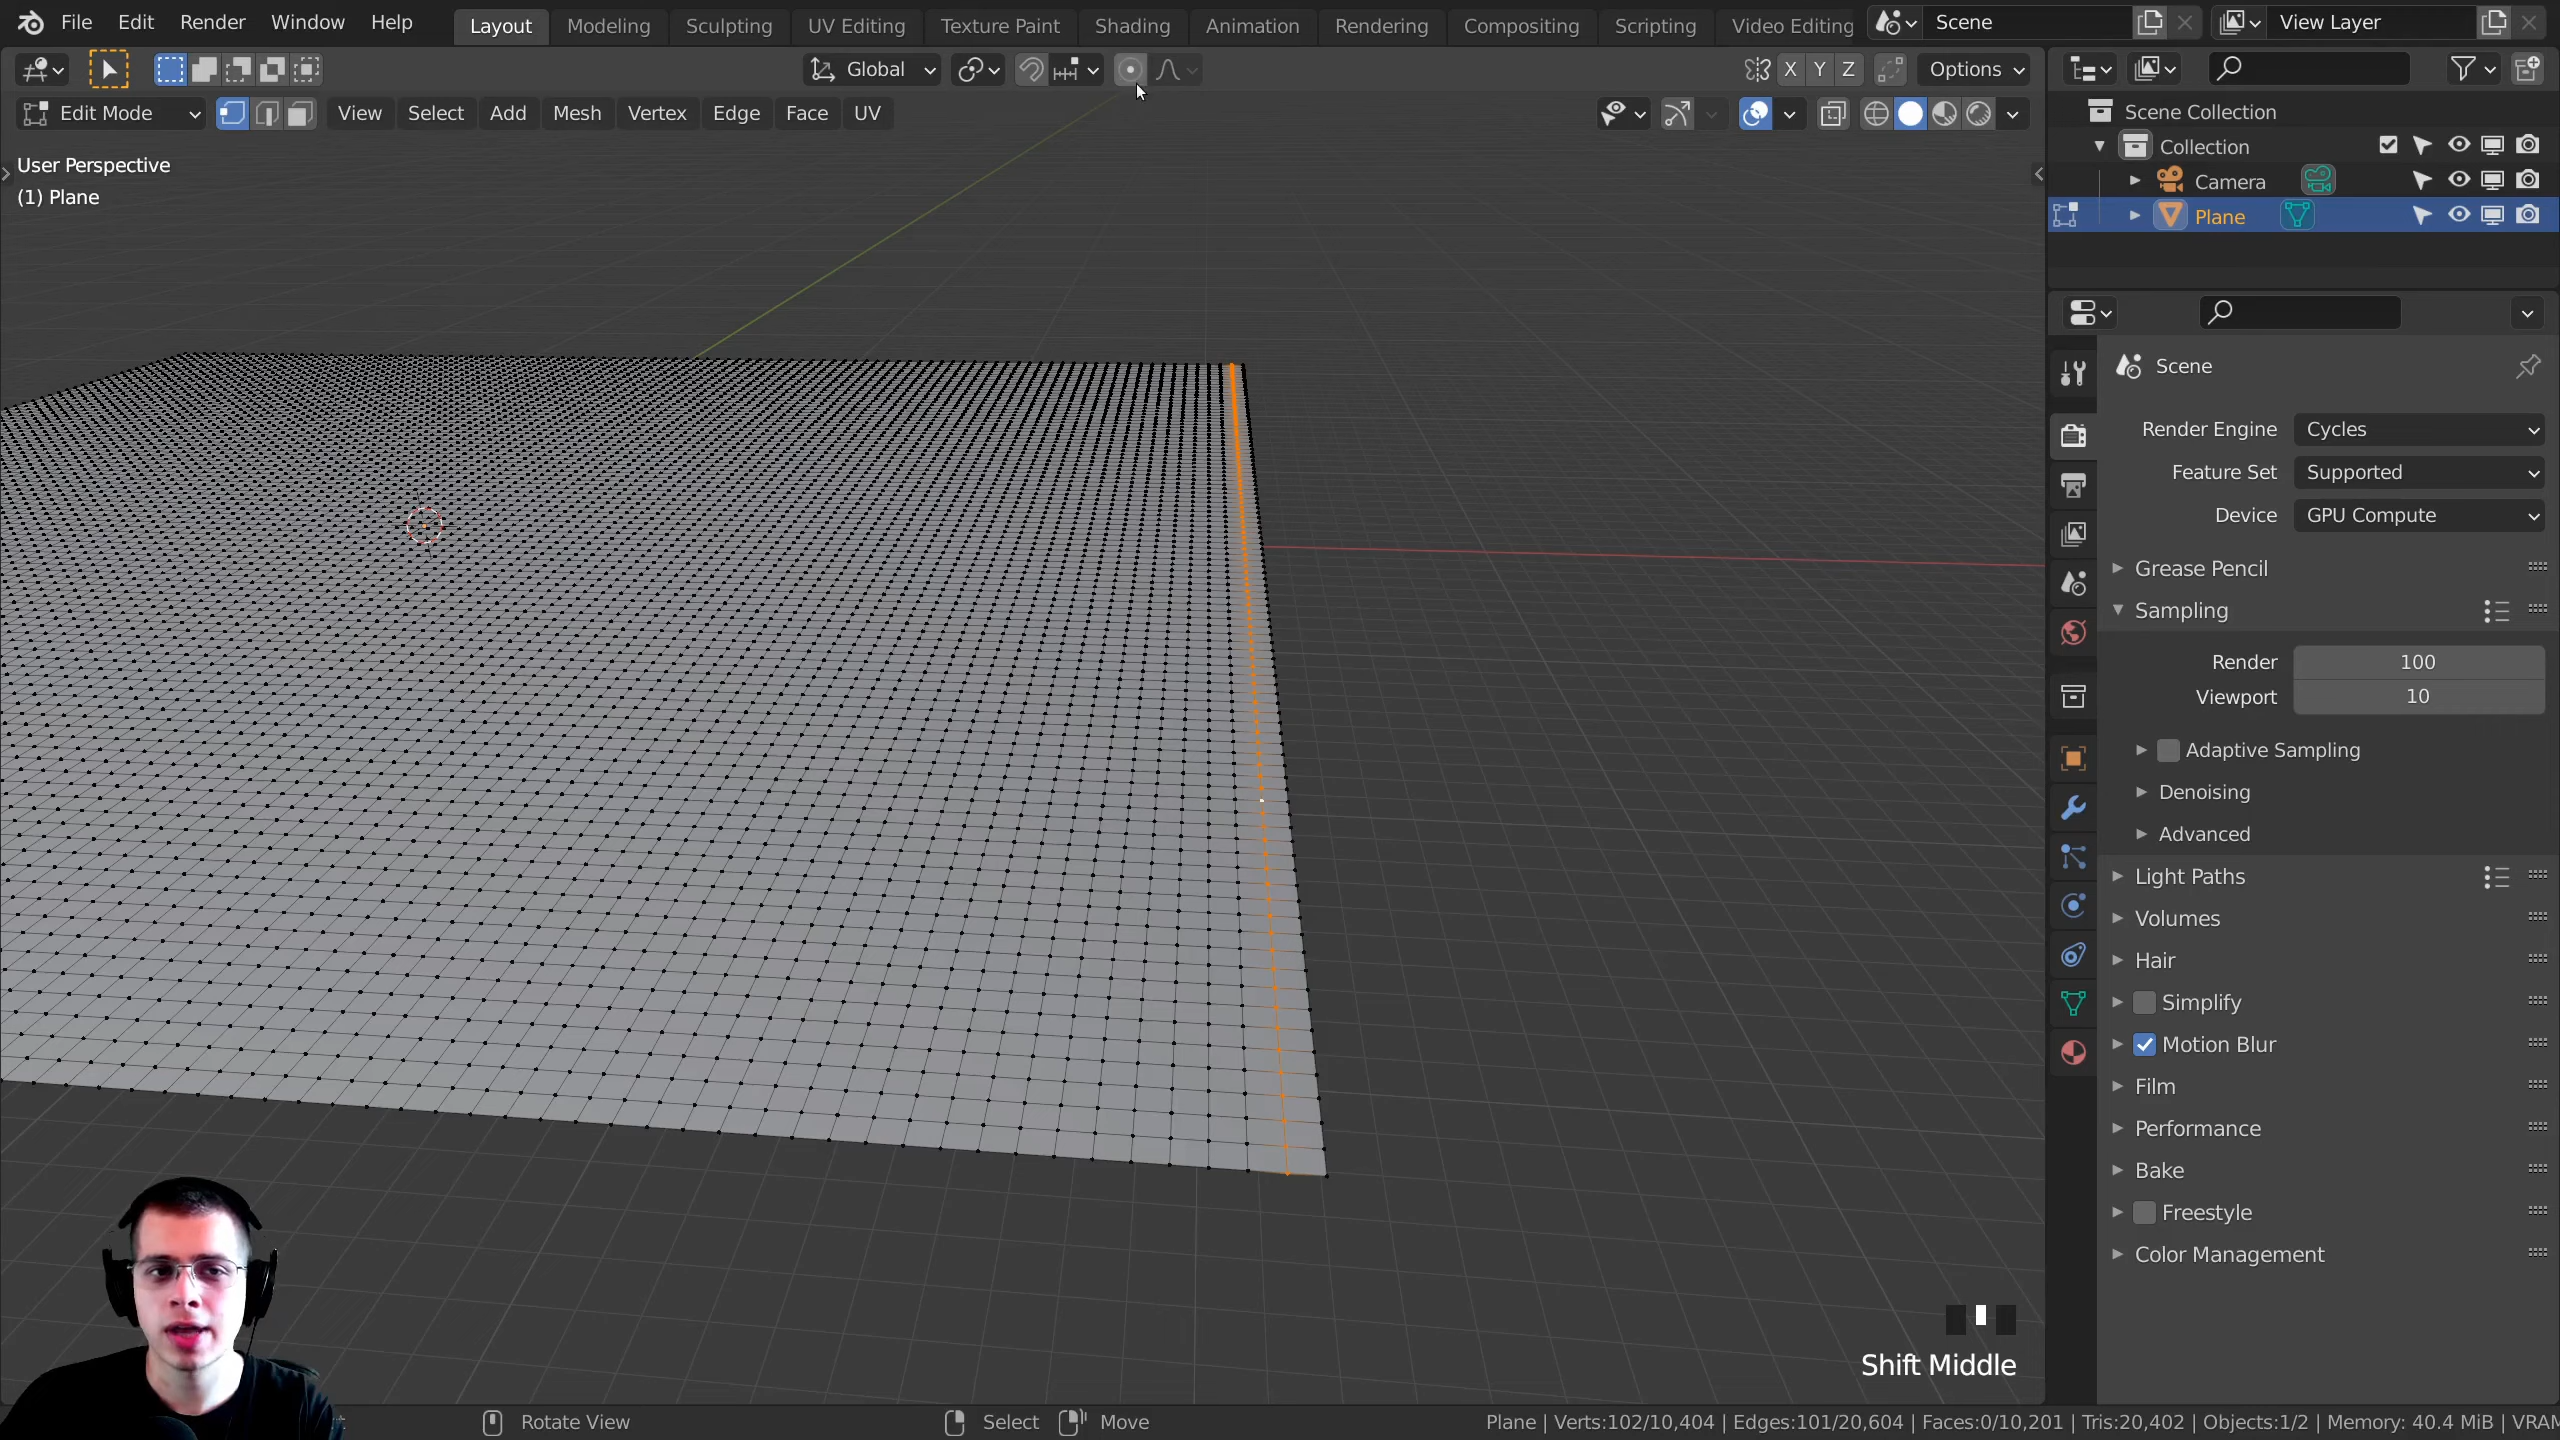 File Edit Render Window Help Layout Modeling Sculpting UV Editing Texture Paint Shading Animation Rendering Compositing Scripting Video Editing Scene View Layer
Global X Y Z Options
Edit Mode View Select Add Mesh Vertex Edge Face UV
User Perspective
(1) Plane
Scene Collection
Collection
Camera
Plane
Scene
Render Engine Cycles
Feature Set Supported
Device GPU Compute
Grease Pencil
Sampling
Render 100
Viewport 10
Adaptive Sampling
Denoising
Advanced
Light Paths
Volumes
Hair
Simplify
Motion Blur
Film
Performance
Bake
Freestyle
Color Management
Shift Middle
Rotate View Select Move Plane | Verts:102/10,404 | Edges:101/20,604 | Faces:0/10,201 | Tris:20,402 | Objects:1/2 | Memory: 40.4 MiB | VRAM